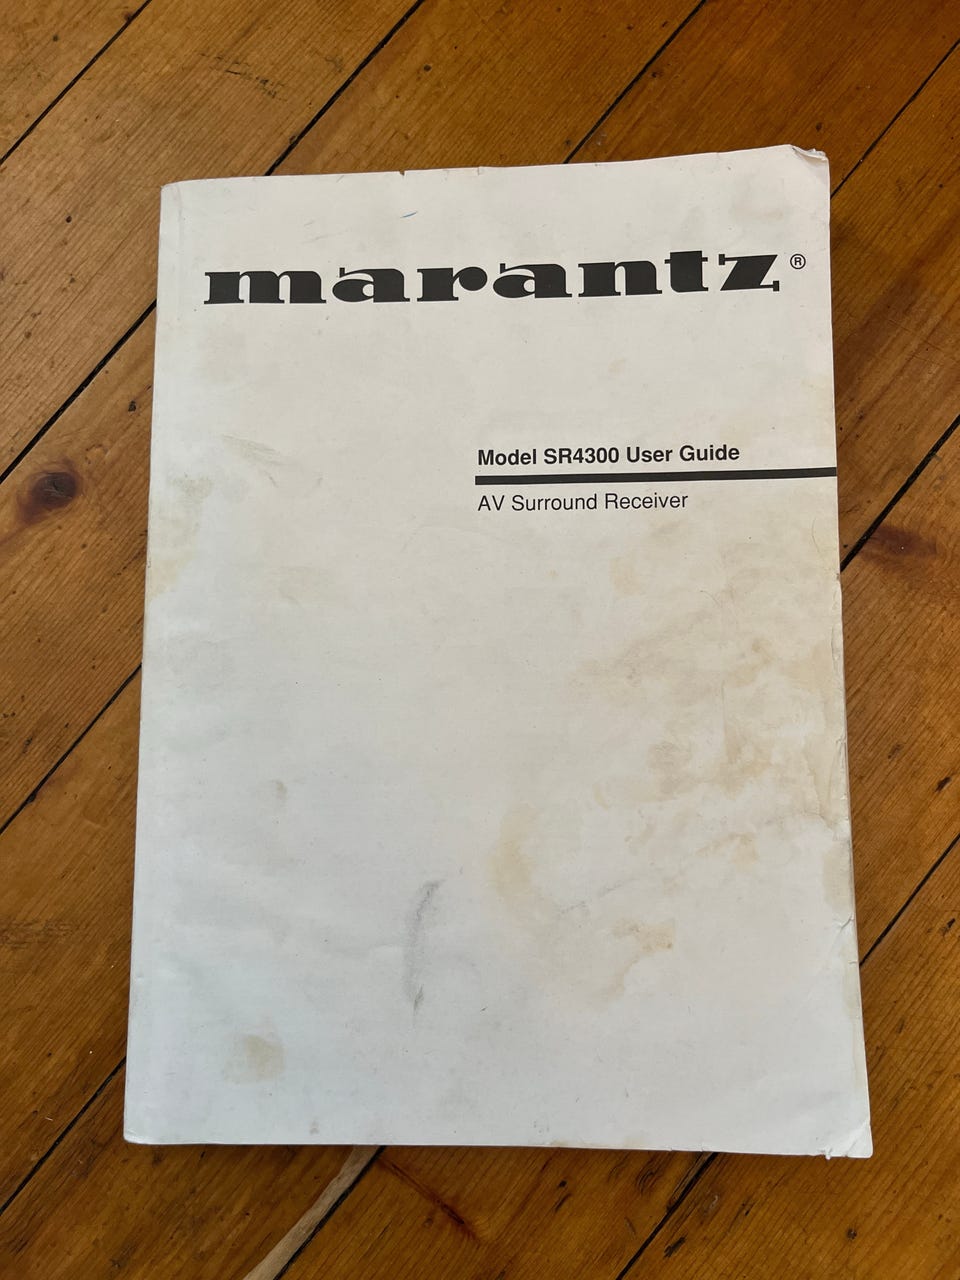 marantz®
Model SR4300 User Guide
AV Surround Receiver